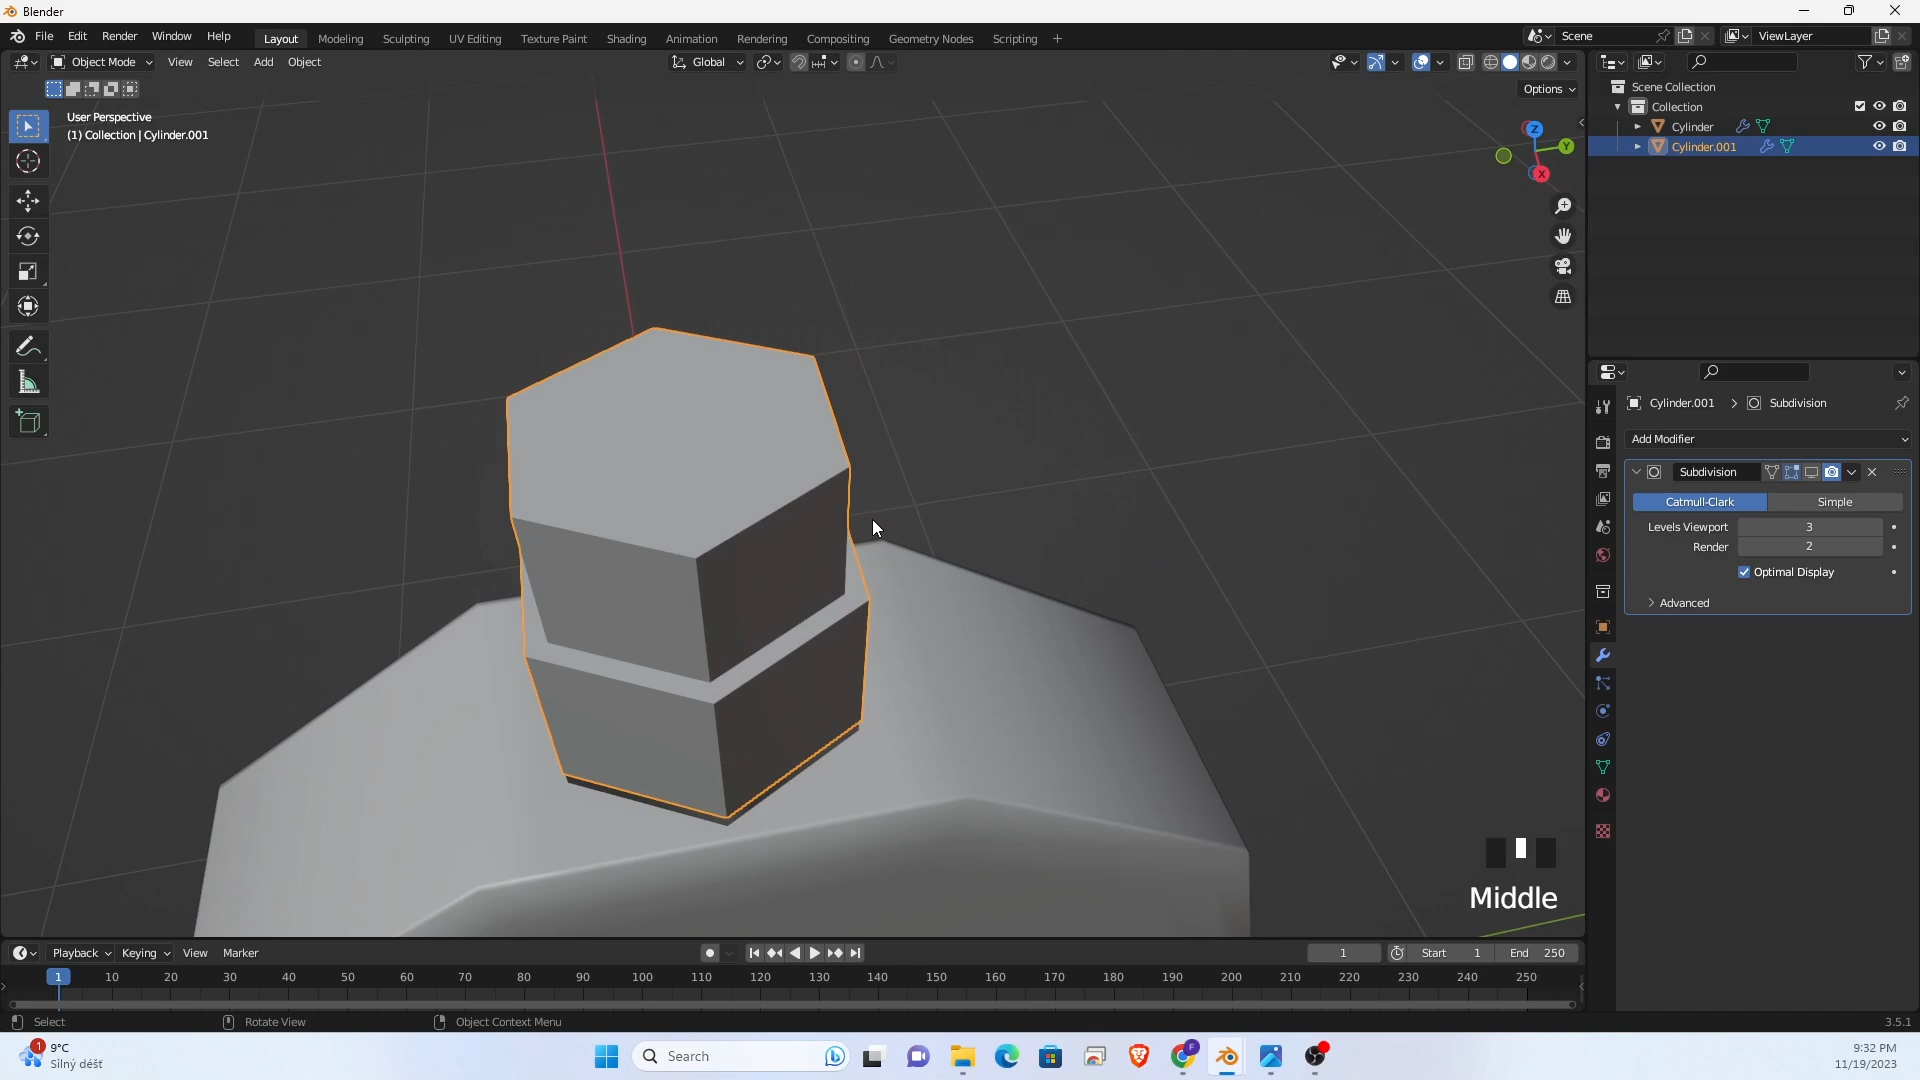 Blender
File Edit Render Window Help
Layout Modeling Sculpting UV Editing Texture Paint Shading Animation Rendering Compositing Geometry Nodes Scripting +
Scene
ViewLayer
Object Mode View Select Add Object
Global
Options
User Perspective
(1) Collection | Cylinder.001
Z
Y
X
Scene Collection
Collection
Cylinder
Cylinder.001
Cylinder.001 > Subdivision
Add Modifier
Subdivision
Catmull-Clark Simple
Levels Viewport 3
Render 2
Optimal Display
Advanced
Middle
Playback Keying View Marker
1
Start 1
End 250
1 10 20 30 40 50 60 70 80 90 100 110 120 130 140 150 160 170 180 190 200 210 220 230 240 250
Select
Rotate View
Object Context Menu
3.5.1
1
9°C
Silný déšť
Search
F
9:32 PM
11/19/2023